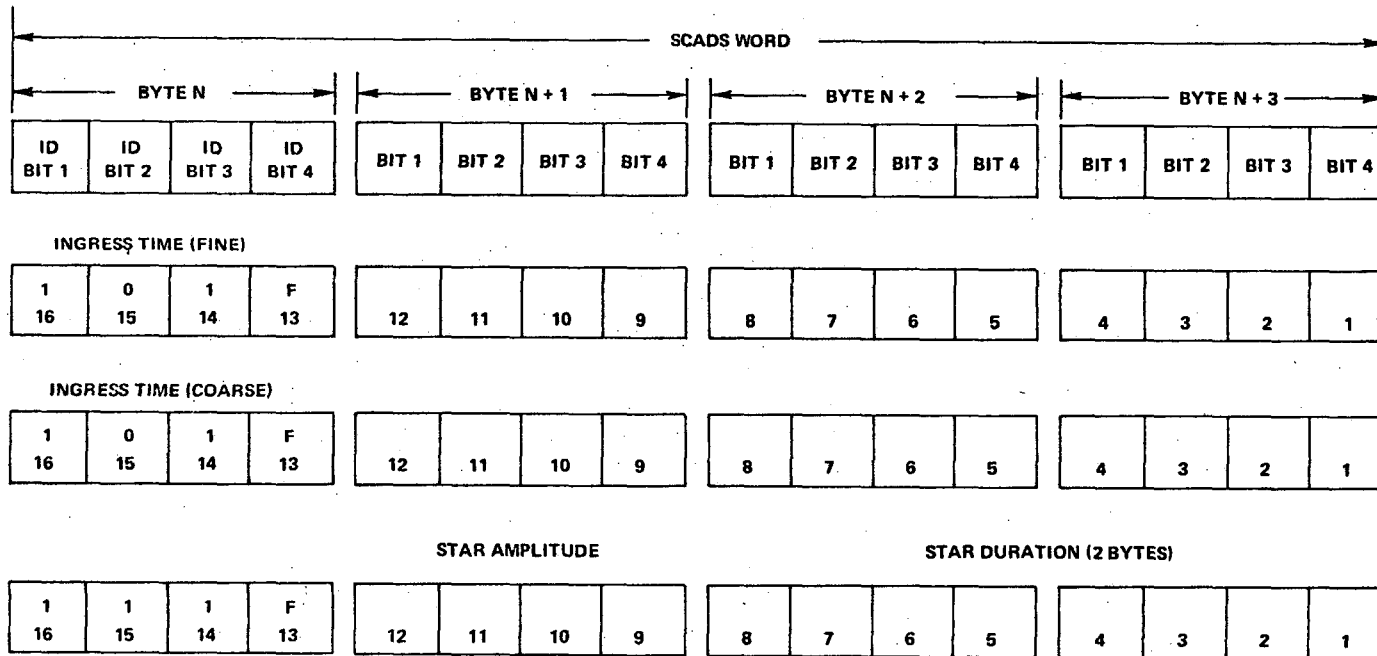 SCADS WORD
BYTE N BYTE N + 1 BYTE N + 2 BYTE N + 3
ID BIT 1 ID BIT 2 ID BIT 3 ID BIT 4 BIT 1 BIT 2 BIT 3 BIT 4 BIT 1 BIT 2 BIT 3 BIT 4 BIT 1 BIT 2 BIT 3 BIT 4
INGRESS TIME (FINE)
1 0 1 F
16 15 14 13 12 11 10 9 8 7 6 5 4 3 2 1
INGRESS TIME (COARSE)
1 0 1 F
16 15 14 13 12 11 10 9 8 7 6 5 4 3 2 1
STAR AMPLITUDE STAR DURATION (2 BYTES)
1 1 1 F
16 15 14 13 12 11 10 9 8 7 6 5 4 3 2 1